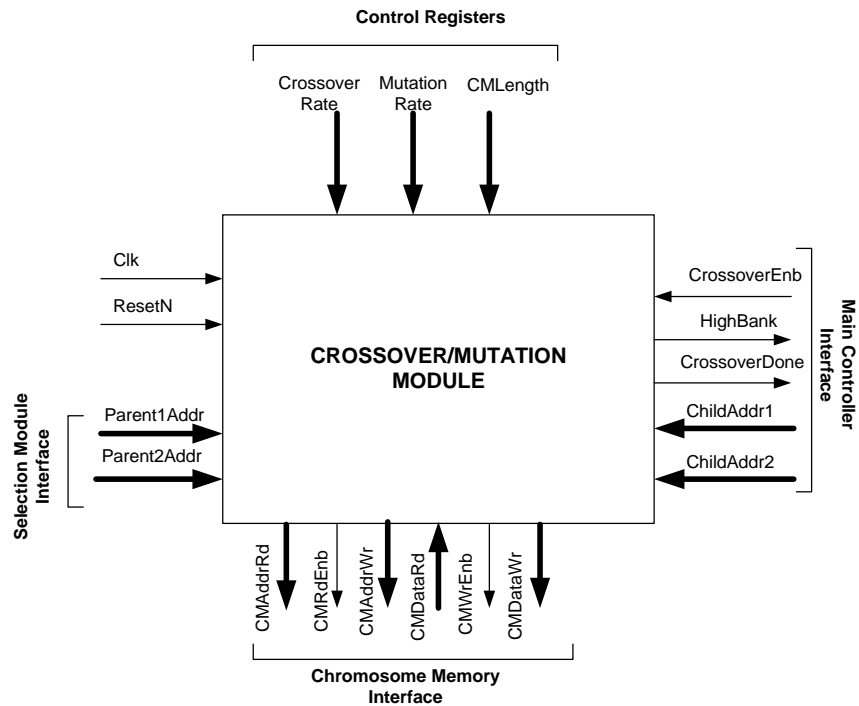 Control Registers
Crossover
Rate
Mutation
Rate
CMLength
Clk
ResetN
CROSSOVER/MUTATION
MODULE
CrossoverEnb
HighBank
CrossoverDone
ChildAddr1
ChildAddr2
Main Controller
Interface
Selection Module
Interface
Parent1Addr
Parent2Addr
CMAddrRd
CMRdEnb
CMAddrWr
CMDataRd
CMWrEnb
CMDataWr
Chromosome Memory
Interface